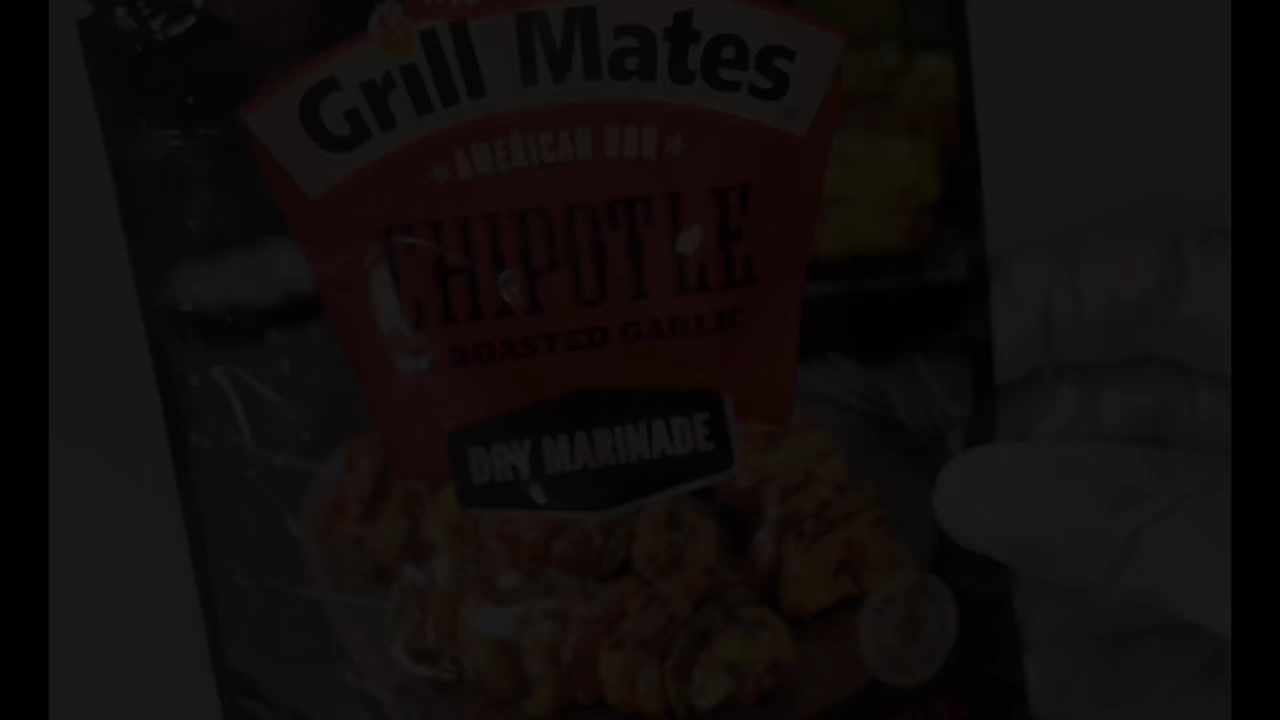 Grill Mates
AMERICAN BBQ
CHIPOTLE
ROASTED GARLIC
DRY MARINADE